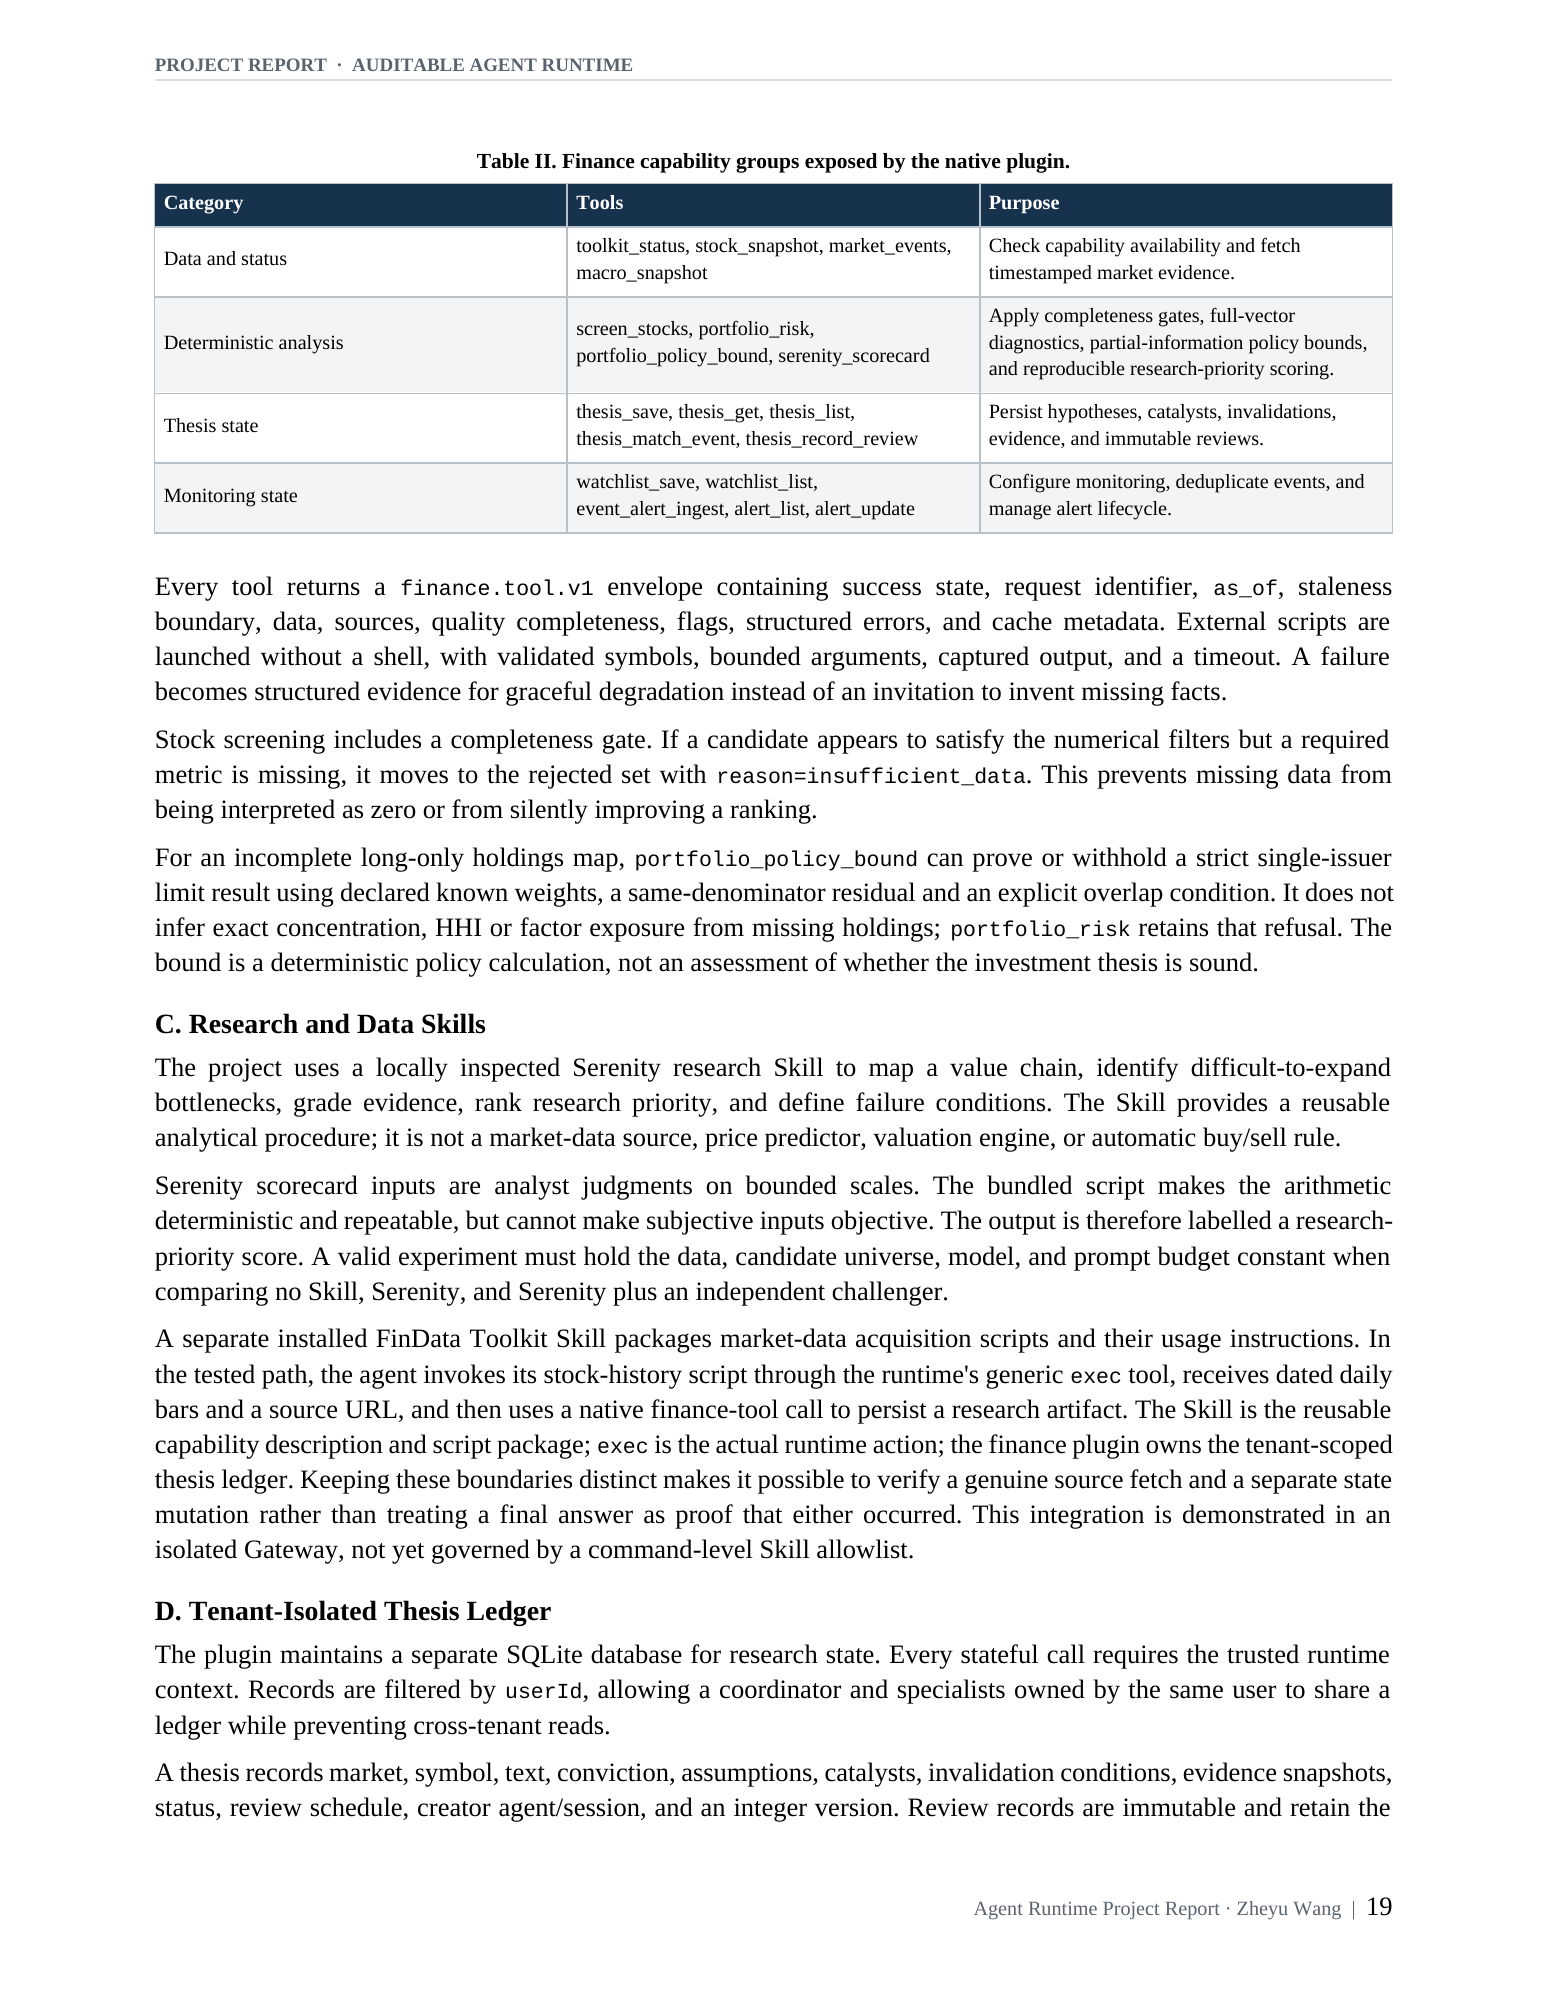 PROJECT REPORT · AUDITABLE AGENT RUNTIME
Table II. Finance capability groups exposed by the native plugin.
Category Tools Purpose
Data and status
toolkit_status, stock_snapshot, market_events,
macro_snapshot
Check capability availability and fetch
timestamped market evidence.
Deterministic analysis
screen_stocks, portfolio_risk,
portfolio_policy_bound, serenity_scorecard
Apply completeness gates, full-vector
diagnostics, partial-information policy bounds,
and reproducible research-priority scoring.
Thesis state
thesis_save, thesis_get, thesis_list,
thesis_match_event, thesis_record_review
Persist hypotheses, catalysts, invalidations,
evidence, and immutable reviews.
Monitoring state
watchlist_save, watchlist_list,
event_alert_ingest, alert_list, alert_update
Configure monitoring, deduplicate events, and
manage alert lifecycle.
Every tool returns a finance.tool.v1 envelope containing success state, request identifier, as_of, staleness
boundary, data, sources, quality completeness, flags, structured errors, and cache metadata. External scripts are
launched without a shell, with validated symbols, bounded arguments, captured output, and a timeout. A failure
becomes structured evidence for graceful degradation instead of an invitation to invent missing facts.
Stock screening includes a completeness gate. If a candidate appears to satisfy the numerical filters but a required
metric is missing, it moves to the rejected set with reason=insufficient_data. This prevents missing data from
being interpreted as zero or from silently improving a ranking.
For an incomplete long-only holdings map, portfolio_policy_bound can prove or withhold a strict single-issuer
limit result using declared known weights, a same-denominator residual and an explicit overlap condition. It does not
infer exact concentration, HHI or factor exposure from missing holdings; portfolio_risk retains that refusal. The
bound is a deterministic policy calculation, not an assessment of whether the investment thesis is sound.
C. Research and Data Skills
The project uses a locally inspected Serenity research Skill to map a value chain, identify difficult-to-expand
bottlenecks, grade evidence, rank research priority, and define failure conditions. The Skill provides a reusable
analytical procedure; it is not a market-data source, price predictor, valuation engine, or automatic buy/sell rule.
Serenity scorecard inputs are analyst judgments on bounded scales. The bundled script makes the arithmetic
deterministic and repeatable, but cannot make subjective inputs objective. The output is therefore labelled a research-
priority score. A valid experiment must hold the data, candidate universe, model, and prompt budget constant when
comparing no Skill, Serenity, and Serenity plus an independent challenger.
A separate installed FinData Toolkit Skill packages market-data acquisition scripts and their usage instructions. In
the tested path, the agent invokes its stock-history script through the runtime's generic exec tool, receives dated daily
bars and a source URL, and then uses a native finance-tool call to persist a research artifact. The Skill is the reusable
capability description and script package; exec is the actual runtime action; the finance plugin owns the tenant-scoped
thesis ledger. Keeping these boundaries distinct makes it possible to verify a genuine source fetch and a separate state
mutation rather than treating a final answer as proof that either occurred. This integration is demonstrated in an
isolated Gateway, not yet governed by a command-level Skill allowlist.
D. Tenant-Isolated Thesis Ledger
The plugin maintains a separate SQLite database for research state. Every stateful call requires the trusted runtime
context. Records are filtered by userId, allowing a coordinator and specialists owned by the same user to share a
ledger while preventing cross-tenant reads.
A thesis records market, symbol, text, conviction, assumptions, catalysts, invalidation conditions, evidence snapshots,
status, review schedule, creator agent/session, and an integer version. Review records are immutable and retain the
Agent Runtime Project Report · Zheyu Wang | 19